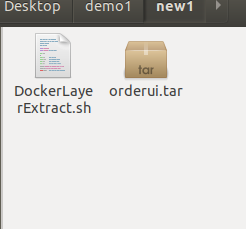 Desktop demo1 new1
DockerLaye orderui.tar
rExtract.sh
tar